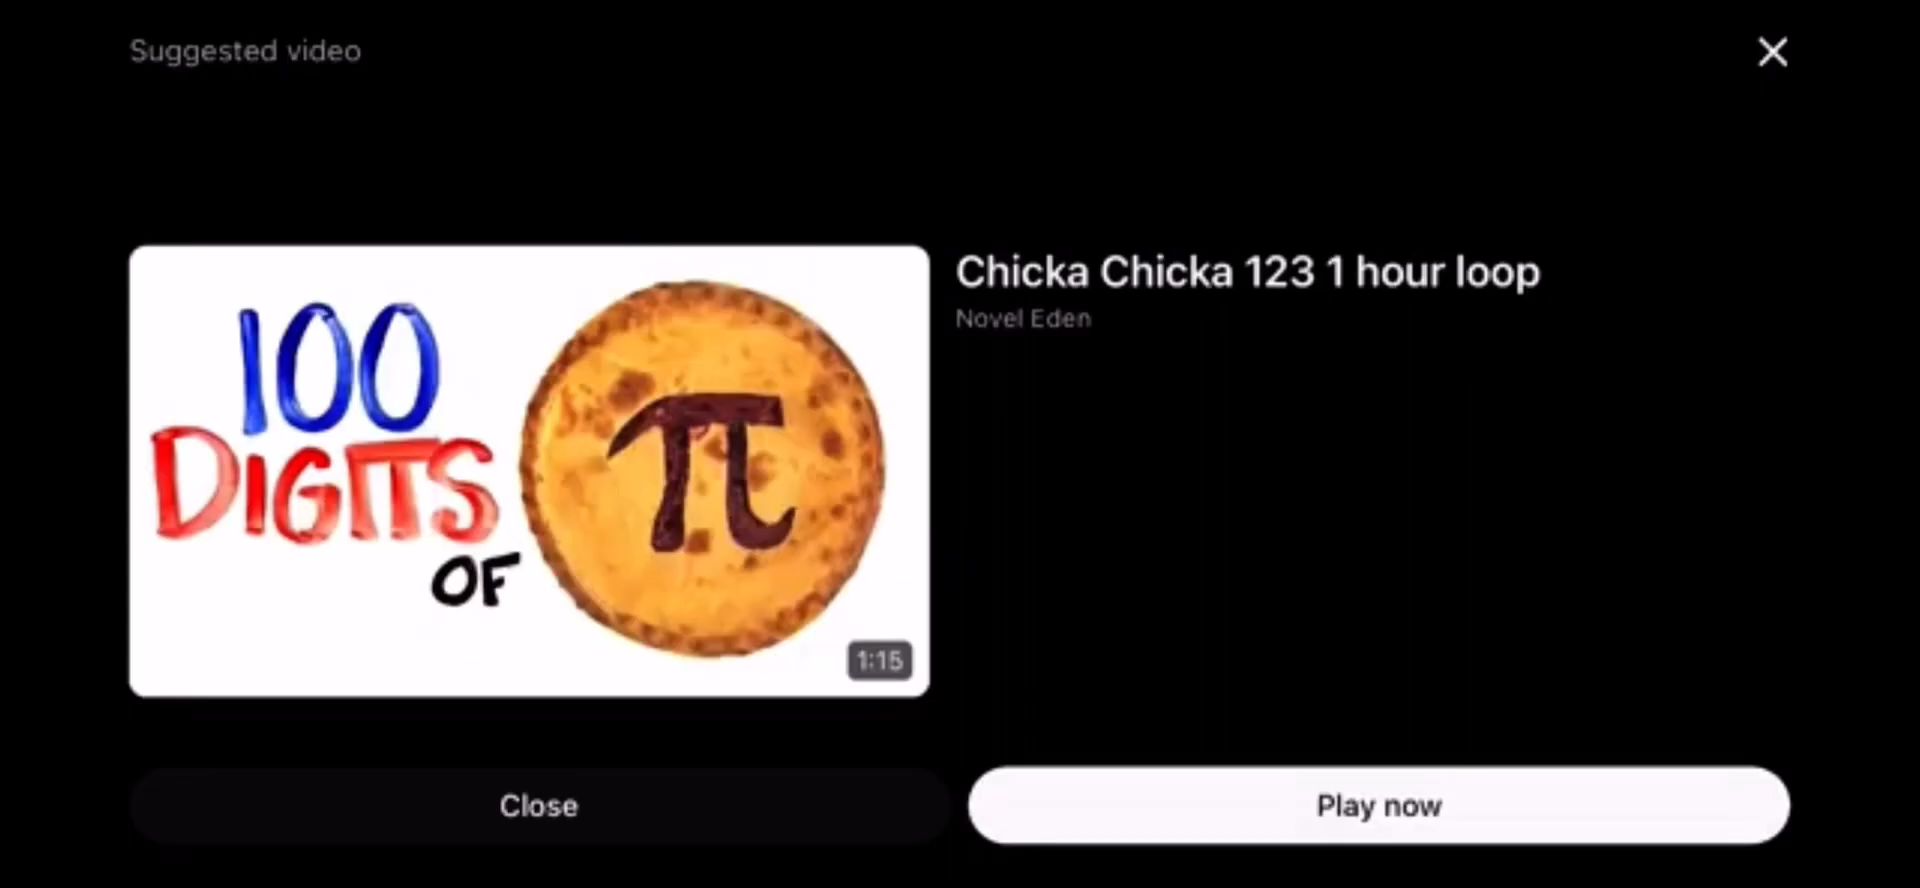 Suggested video
100
DIGITS
OF
π
1:15
Chicka Chicka 123 1 hour loop
Novel Eden
Close
Play now